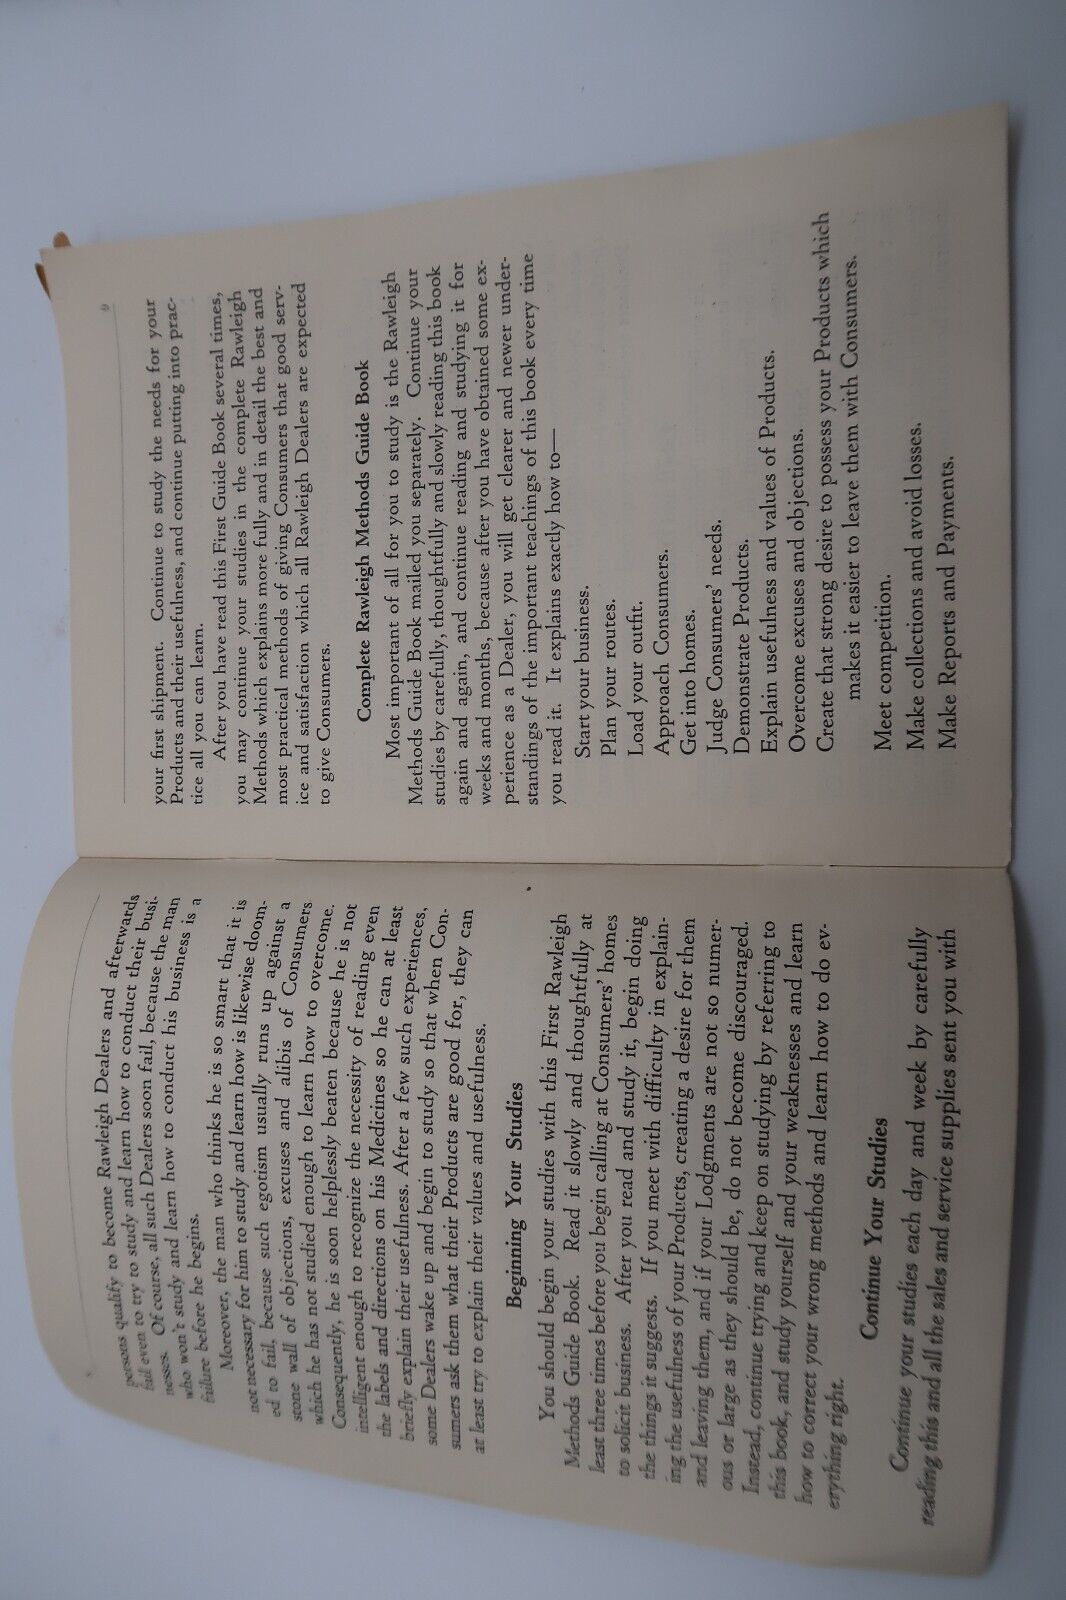 8
persons qualify to become Rawleigh Dealers and afterwards
fail even to try to study and learn how to conduct their busi-
nesses. Of course, all such Dealers soon fail, because the man
who won't study and learn how to conduct his business is a
failure before he begins.
Moreover, the man who thinks he is so smart that it is
not necessary for him to study and learn how is likewise doom-
ed to fail, because such egotism usually runs up against a
stone wall of objections, excuses and alibis of Consumers
which he has not studied enough to learn how to overcome.
Consequently, he is soon helplessly beaten because he is not
intelligent enough to recognize the necessity of reading even
the labels and directions on his Medicines so he can at least
briefly explain their usefulness. After a few such experiences,
some Dealers wake up and begin to study so that when Con-
sumers ask them what their Products are good for, they can
at least try to explain their values and usefulness.
Beginning Your Studies
You should begin your studies with this First Rawleigh
Methods Guide Book. Read it slowly and thoughtfully at
least three times before you begin calling at Consumers' homes
to solicit business. After you read and study it, begin doing
the things it suggests. If you meet with difficulty in explain-
ing the usefulness of your Products, creating a desire for them
and leaving them, and if your Lodgments are not so numer-
ous or large as they should be, do not become discouraged.
Instead, continue trying and keep on studying by referring to
this book, and study yourself and your weaknesses and learn
how to correct your wrong methods and learn how to do ev-
erything right.
Continue Your Studies
Continue your studies each day and week by carefully
reading this and all the sales and service supplies sent you with
9
your first shipment. Continue to study the needs for your
Products and their usefulness, and continue putting into prac-
tice all you can learn.
After you have read this First Guide Book several times,
you may continue your studies in the complete Rawleigh
Methods which explains more fully and in detail the best and
most practical methods of giving Consumers that good serv-
ice and satisfaction which all Rawleigh Dealers are expected
to give Consumers.
Complete Rawleigh Methods Guide Book
Most important of all for you to study is the Rawleigh
Methods Guide Book mailed you separately. Continue your
studies by carefully, thoughtfully and slowly reading this book
again and again, and continue reading and studying it for
weeks and months, because after you have obtained some ex-
perience as a Dealer, you will get clearer and newer under-
standings of the important teachings of this book every time
you read it. It explains exactly how to—
Start your business.
Plan your routes.
Load your outfit.
Approach Consumers.
Get into homes.
Judge Consumers' needs.
Demonstrate Products.
Explain usefulness and values of Products.
Overcome excuses and objections.
Create that strong desire to possess your Products which
makes it easier to leave them with Consumers.
Meet competition.
Make collections and avoid losses.
Make Reports and Payments.